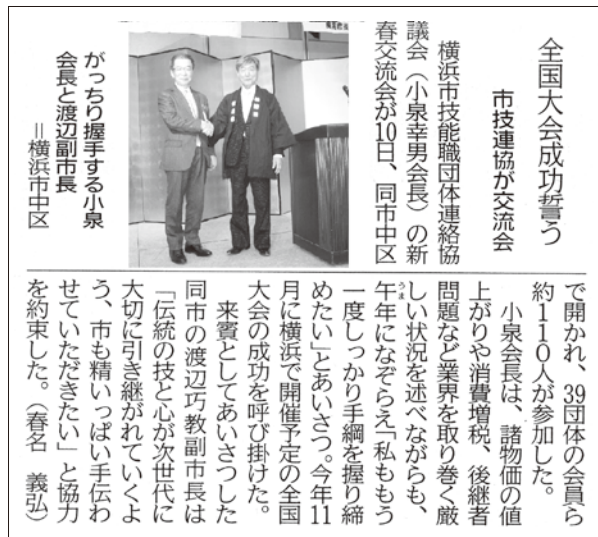 全国大会成功誓う
市技連協が交流会
横浜市技能職団体連絡協
議会（小泉幸男会長）の新
春交流会が10日、同市中区
で開かれ、39団体の会員ら
約110人が参加した。
小泉会長は、諸物価の値
上がりや消費増税、後継者
問題など業界を取り巻く厳
しい状況を述べながらも、
午年になぞらえ「私ももう
うま
一度しっかり手綱を握り締
めたい」とあいさつ。今年11
月に横浜で開催予定の全国
大会の成功を呼び掛けた。
来賓としてあいさつした
同市の渡辺巧教副市長は
「伝統の技と心が次世代に
大切に引き継がれていくよ
う、市も精いっぱい手伝わ
せていただきたい」と協力
を約束した。（春名　義弘）
がっちり握手する小泉
会長と渡辺副市長
＝横浜市中区